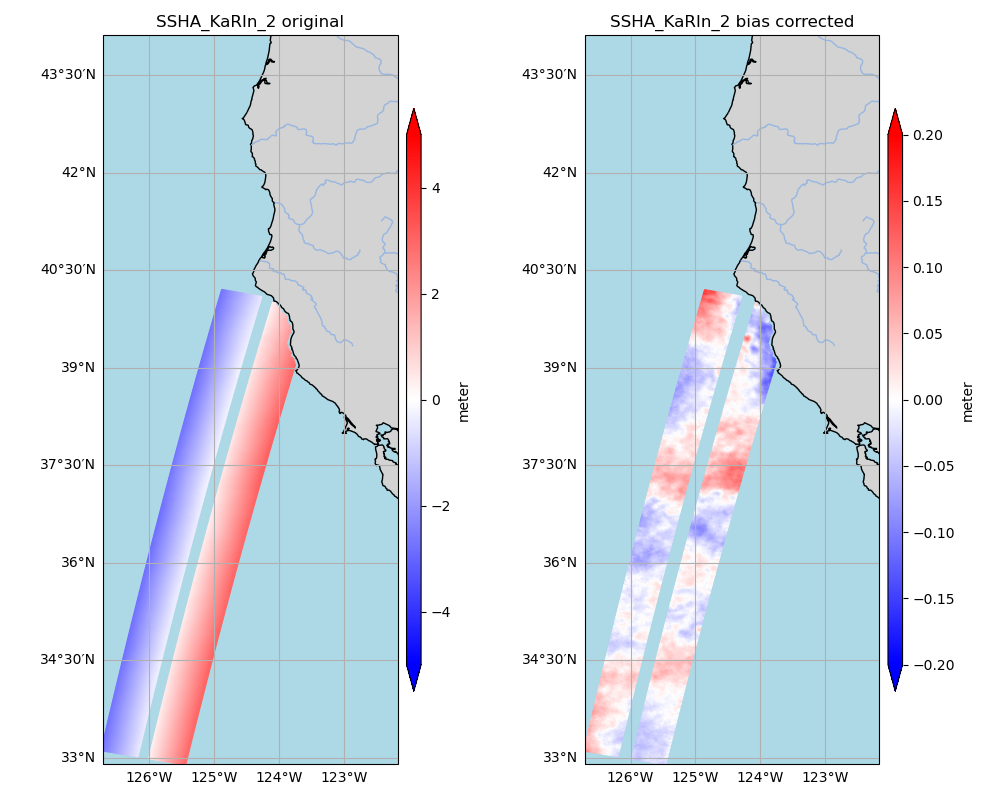 SSHA_KaRIn_2 original
43°30′N
42°N
40°30′N
39°N
37°30′N
36°N
34°30′N
33°N
126°W 125°W 124°W 123°W
4
2
0
−2
−4
meter
SSHA_KaRIn_2 bias corrected
43°30′N
42°N
40°30′N
39°N
37°30′N
36°N
34°30′N
33°N
126°W 125°W 124°W 123°W
0.20
0.15
0.10
0.05
0.00
−0.05
−0.10
−0.15
−0.20
meter